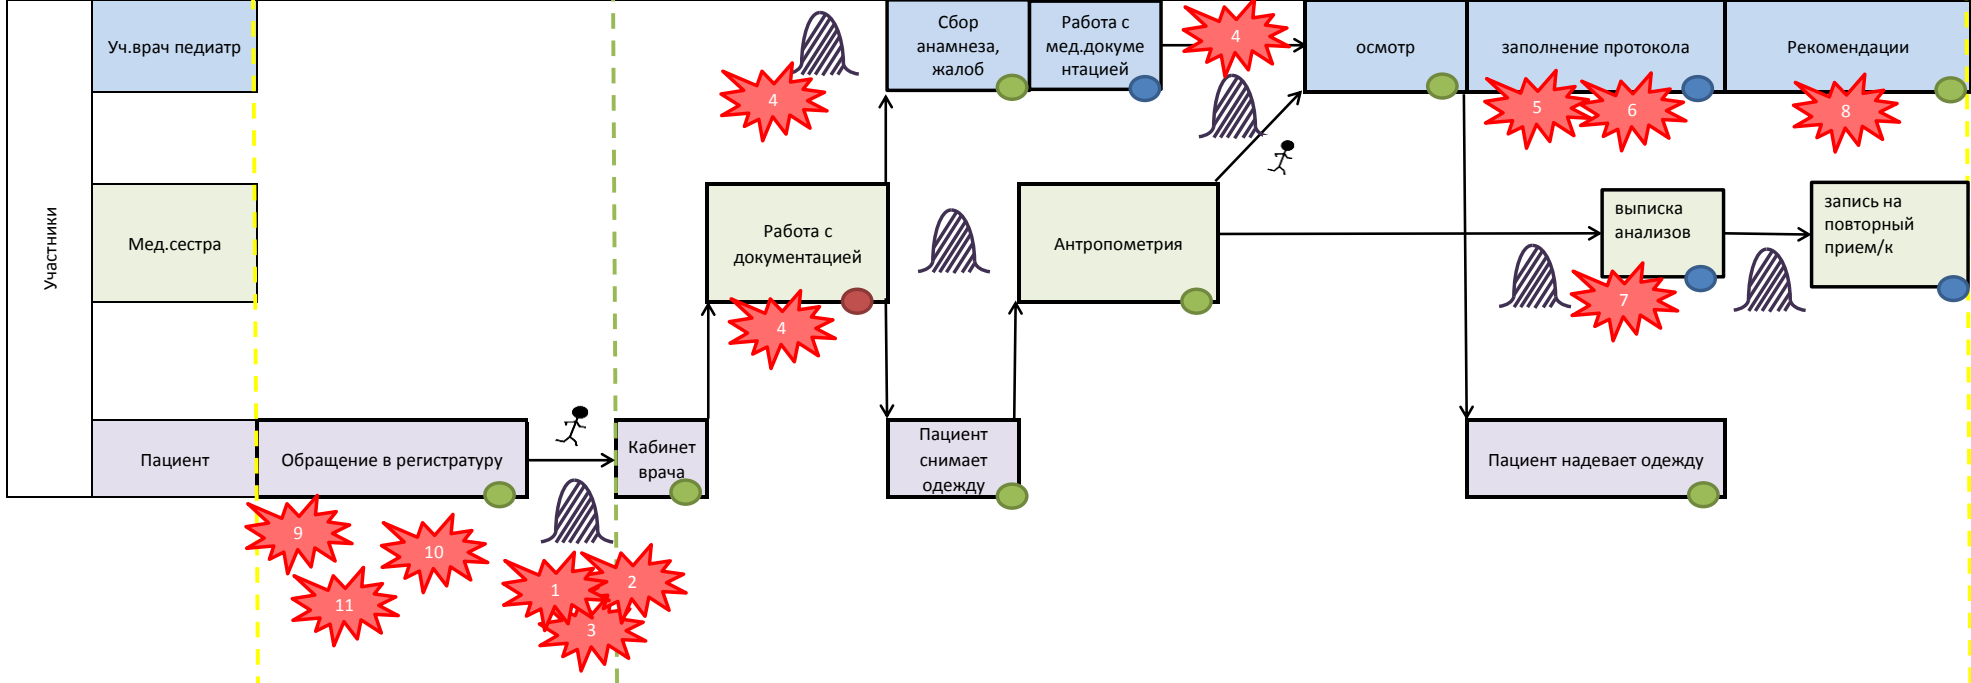 Участники
Уч.врач педиатр
4
Сбор
анамнеза,
жалоб
Работа с
мед.докуме
нтацией
4
осмотр
заполнение протокола
Рекомендации
5
6
8
Мед.сестра
Работа с
документацией
4
Антропометрия
выписка
анализов
7
запись на
повторный
прием/к
Пациент
Обращение в регистратуру
Кабинет
врача
Пациент
снимает
одежду
Пациент надевает одежду
9
10
11
1
2
3